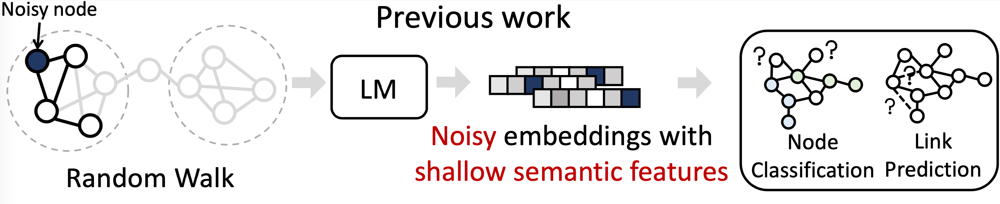 Noisy node
Previous work
Random Walk
LM
Noisy embeddings with
shallow semantic features
?
?
Node
Classification
?
?
Link
Prediction